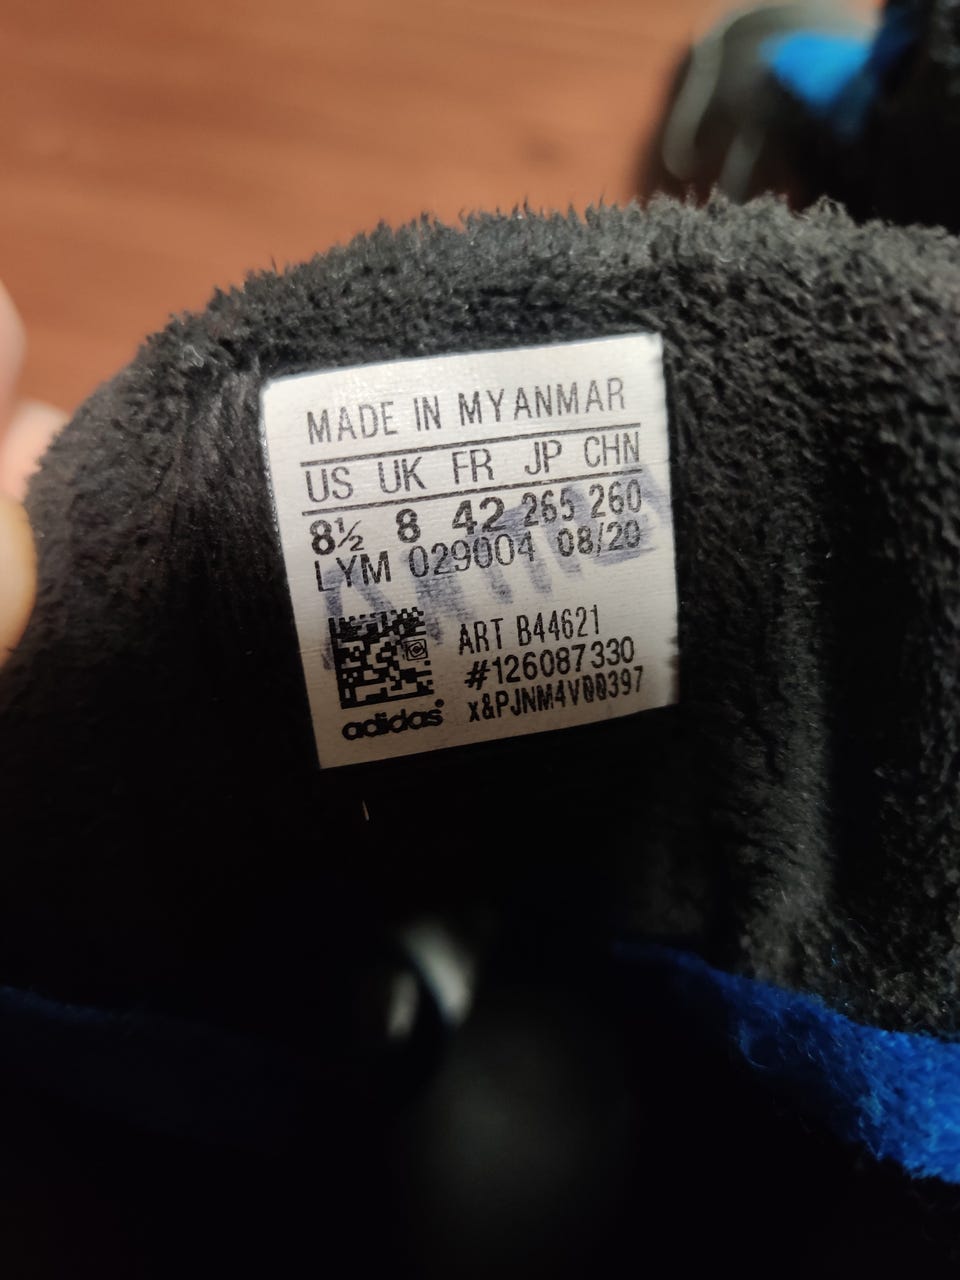 MADE IN MYANMAR
US UK FR JP CHN
8½ 8 42 265 260
LYM 029004 08/20
ART B44621
#126087330
x&PJNM4V00397
adidas